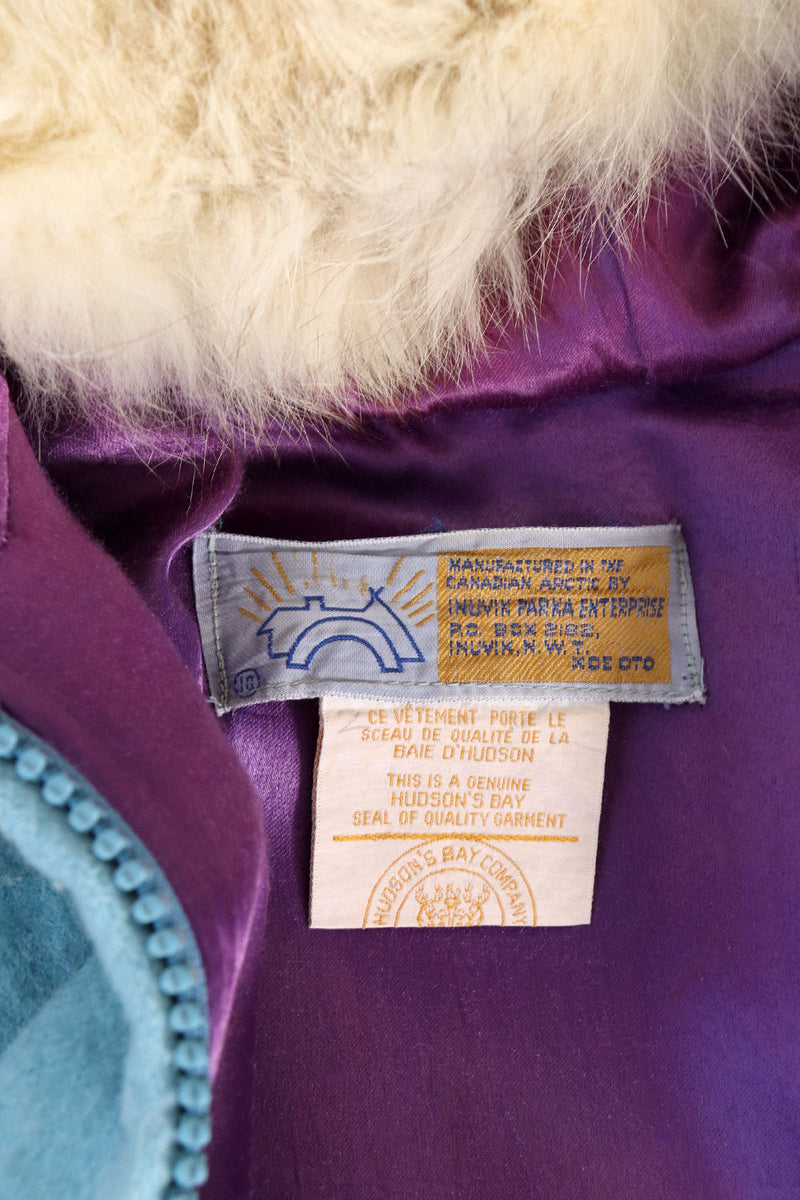 MANUFACTURED IN THE
CANADIAN ARCTIC BY
INUVIK PARKA ENTERPRISE
P.O. BOX 2182,
INUVIK, N.W.T.
X0E 0T0
10
CE VÊTEMENT PORTE LE
SCEAU DE QUALITÉ DE LA
BAIE D'HUDSON
THIS IS A GENUINE
HUDSON'S BAY
SEAL OF QUALITY GARMENT
HUDSON'S BAY COMPANY